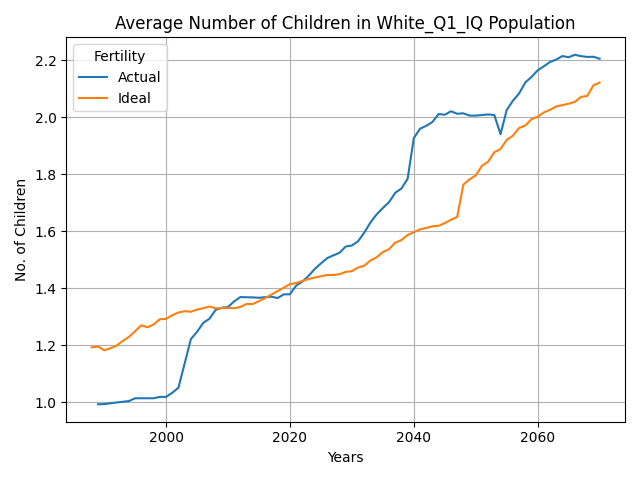 Average Number of Children in White_Q1_IQ Population
Fertility
Actual
Ideal
2.2
2.0
1.8
1.6
1.4
1.2
1.0
No. of Children
2000
2020
2040
2060
Years